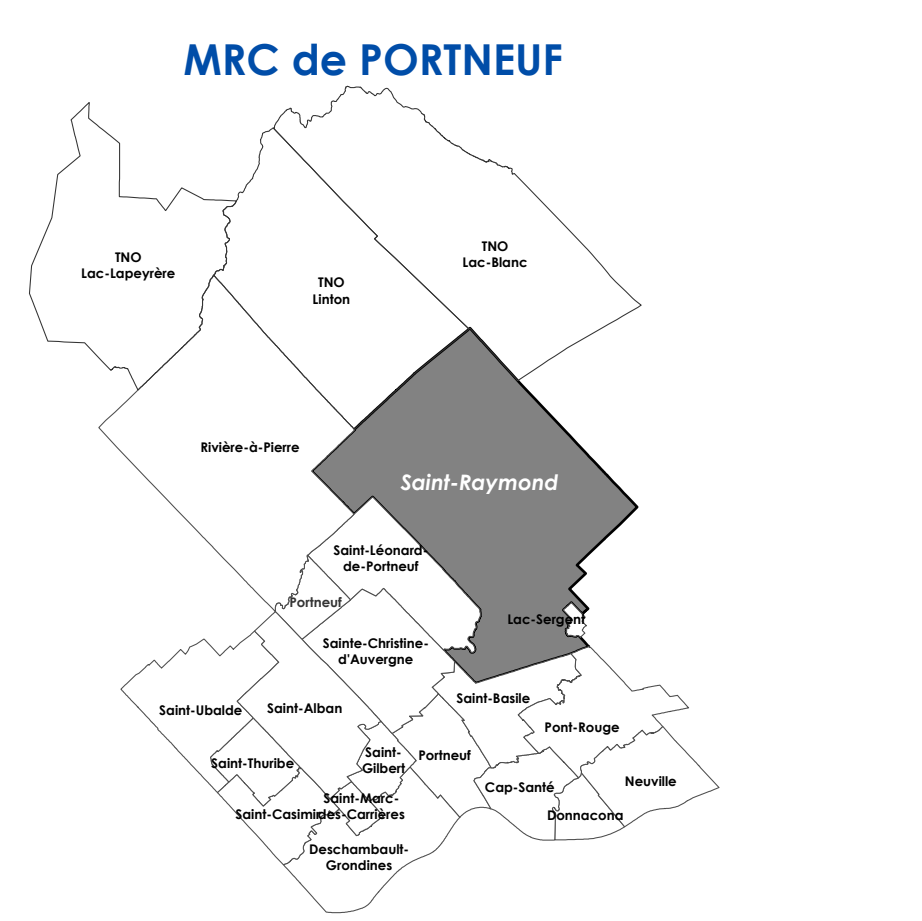 MRC de PORTNEUF
TNO
Lac-Blanc
TNO
Lac-Lapeyrère
TNO
Linton
Rivière-à-Pierre
Saint-Raymond
Saint-Léonard-
de-Portneuf
Portneuf
Lac-Sergent
Sainte-Christine-
d'Auvergne
Saint-Basile
Saint-Ubalde
Saint-Alban
Pont-Rouge
Saint-
Gilbert
Portneuf
Saint-Thuribe
Neuville
Cap-Santé
Saint-Marc-
des-Carrières
Saint-Casimir
Donnacona
Deschambault-
Grondines